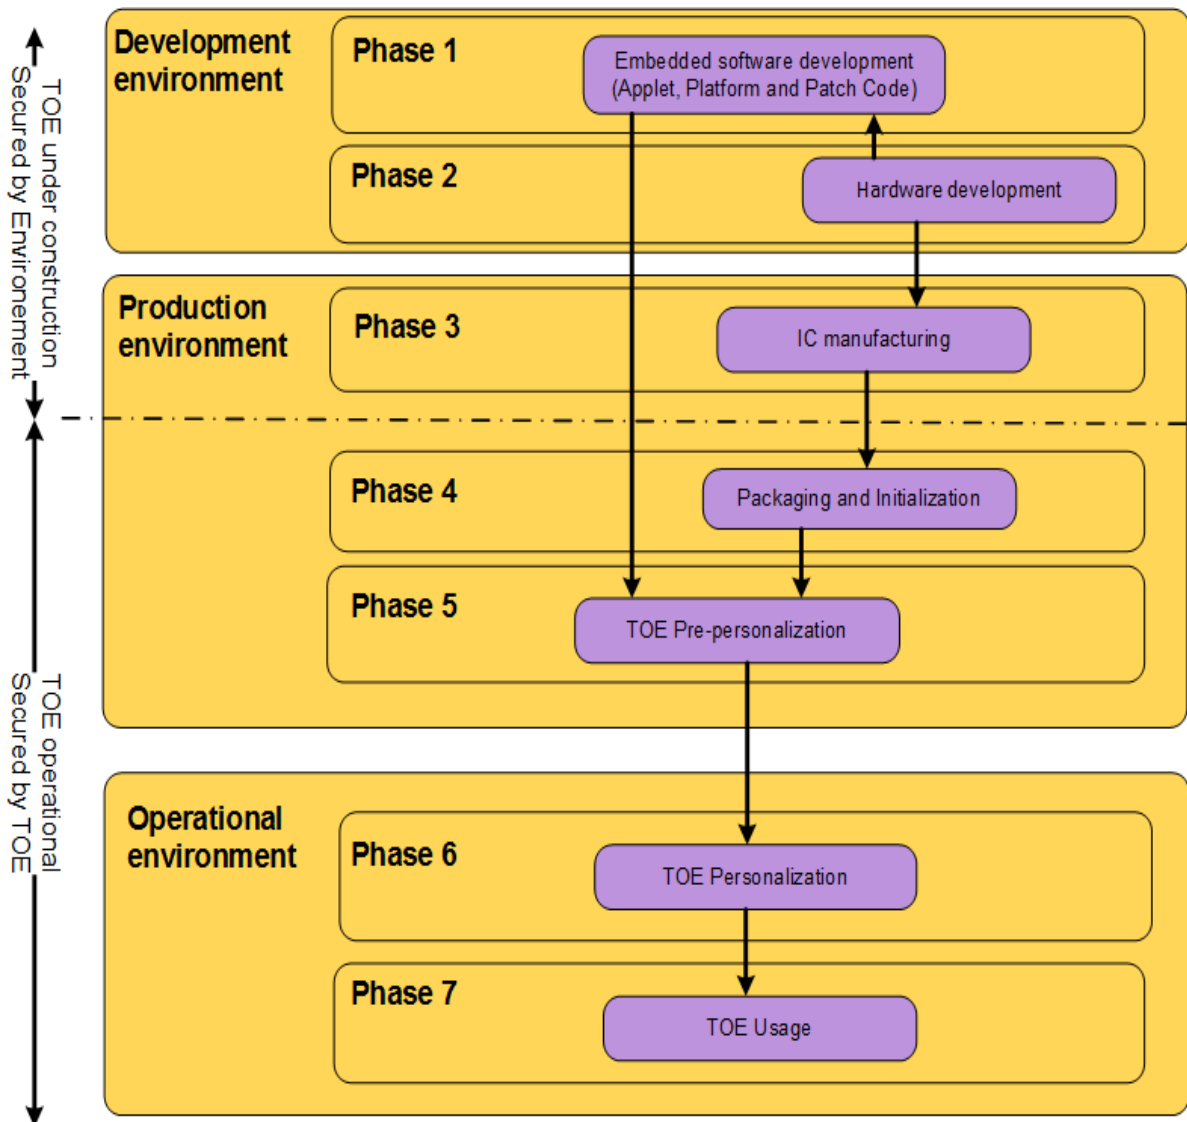 Development
environment
Phase 1
Embedded software development
(Applet, Platform and Patch Code)
Phase 2
Hardware development
TOE under construction
Secured by Environement
Production
environment
Phase 3
IC manufacturing
Phase 4
Packaging and Initialization
Phase 5
TOE Pre-personalization
TOE operational
Secured by TOE
Operational
environment
Phase 6
TOE Personalization
Phase 7
TOE Usage